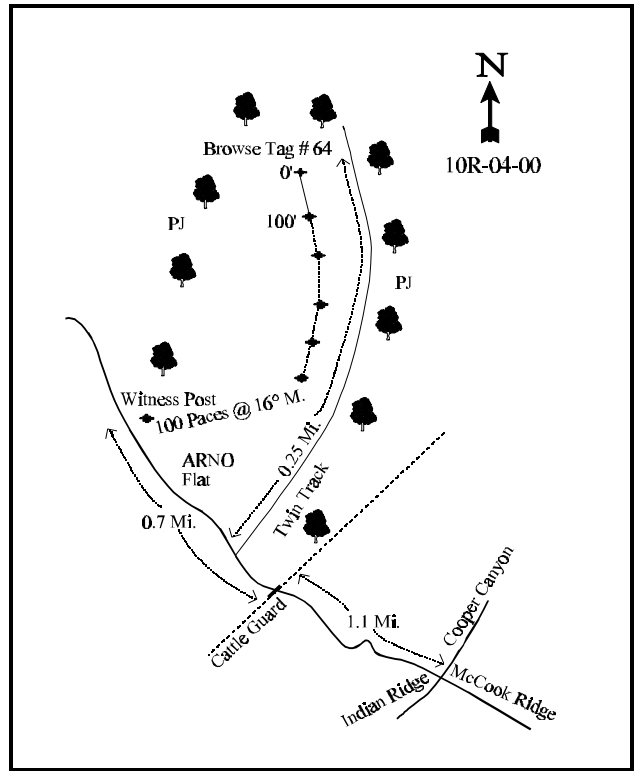 N
10R-04-00
Browse Tag # 64
0'
100'
PJ
PJ
Witness Post
100 Paces @ 16° M.
ARNO
Flat
0.25 Mi.
Twin Track
0.7 Mi.
Cattle Guard
1.1 Mi.
Cooper Canyon
Indian Ridge
McCook Ridge